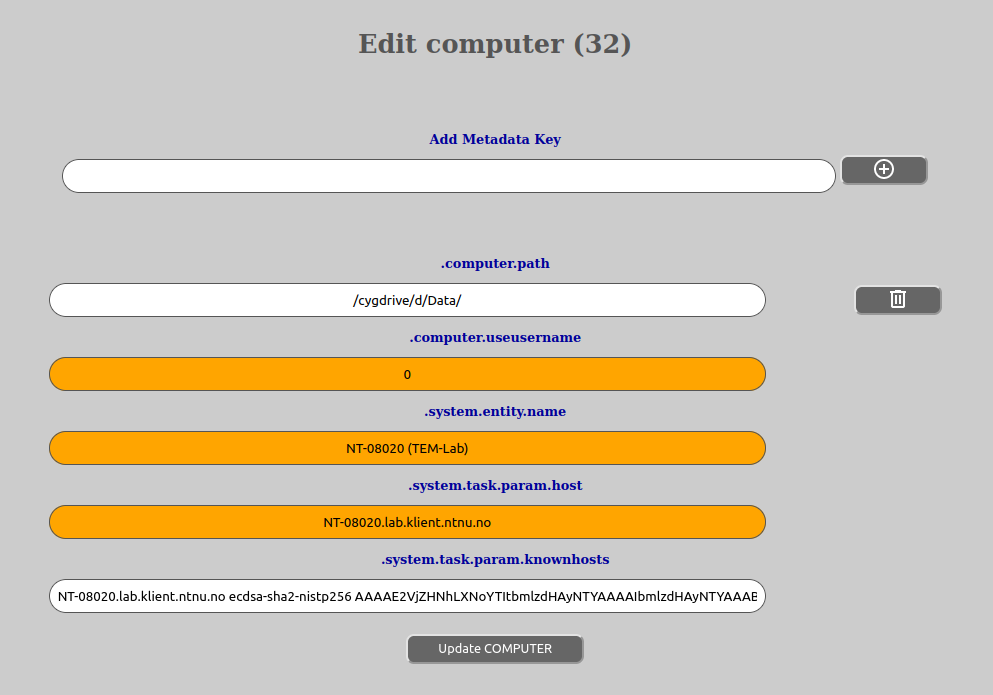 Edit computer (32)
Add Metadata Key
.computer.path
/cygdrive/d/Data/
.computer.useusername
0
.system.entity.name
NT-08020 (TEM-Lab)
.system.task.param.host
NT-08020.lab.klient.ntnu.no
.system.task.param.knownhosts
NT-08020.lab.klient.ntnu.no ecdsa-sha2-nistp256 AAAAE2VjZHNhLXNoYTItbmlzdHAyNTYAAAAIbmlzdHAyNTYAAAB
Update COMPUTER